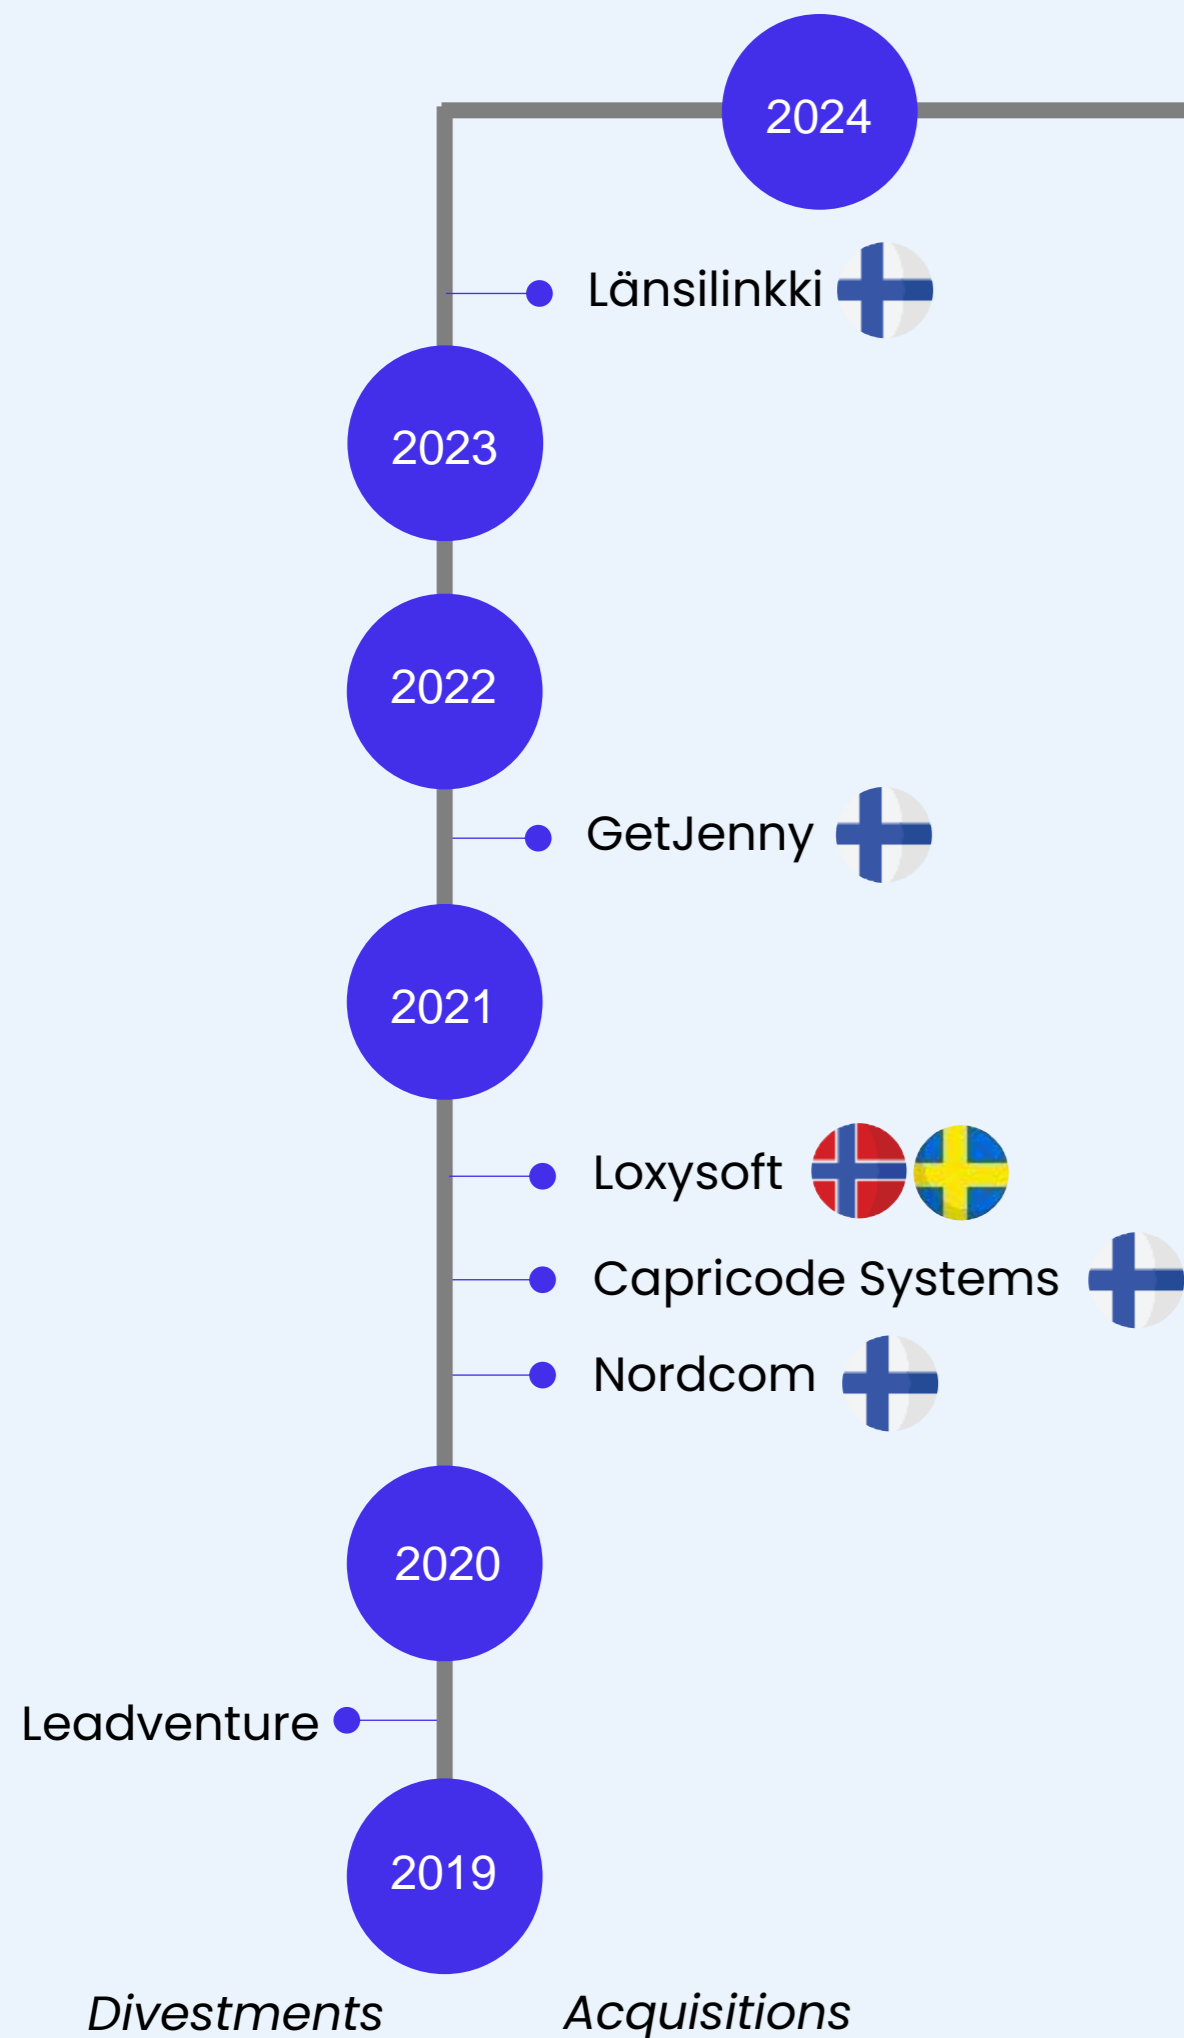 2024
Länsilinkki
2023
2022
GetJenny
2021
Loxysoft
Capricode Systems
Nordcom
2020
Leadventure
2019
Divestments
Acquisitions